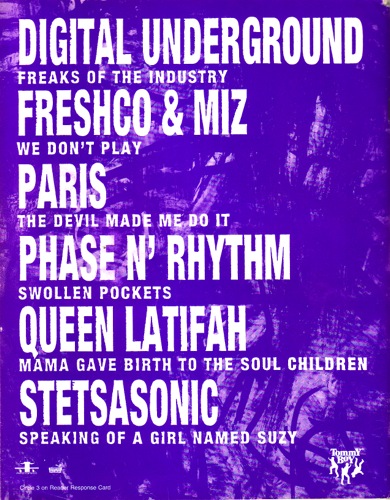 DIGITAL UNDERGROUND
FREAKS OF THE INDUSTRY
FRESHCO & MIZ
WE DON'T PLAY
PARIS
THE DEVIL MADE ME DO IT
PHASE N' RHYTHM
SWOLLEN POCKETS
QUEEN LATIFAH
MAMA GAVE BIRTH TO THE SOUL CHILDREN
STETSASONIC
SPEAKING OF A GIRL NAMED SUZY
Tommy
Boy
Circle 3 on Reader Response Card